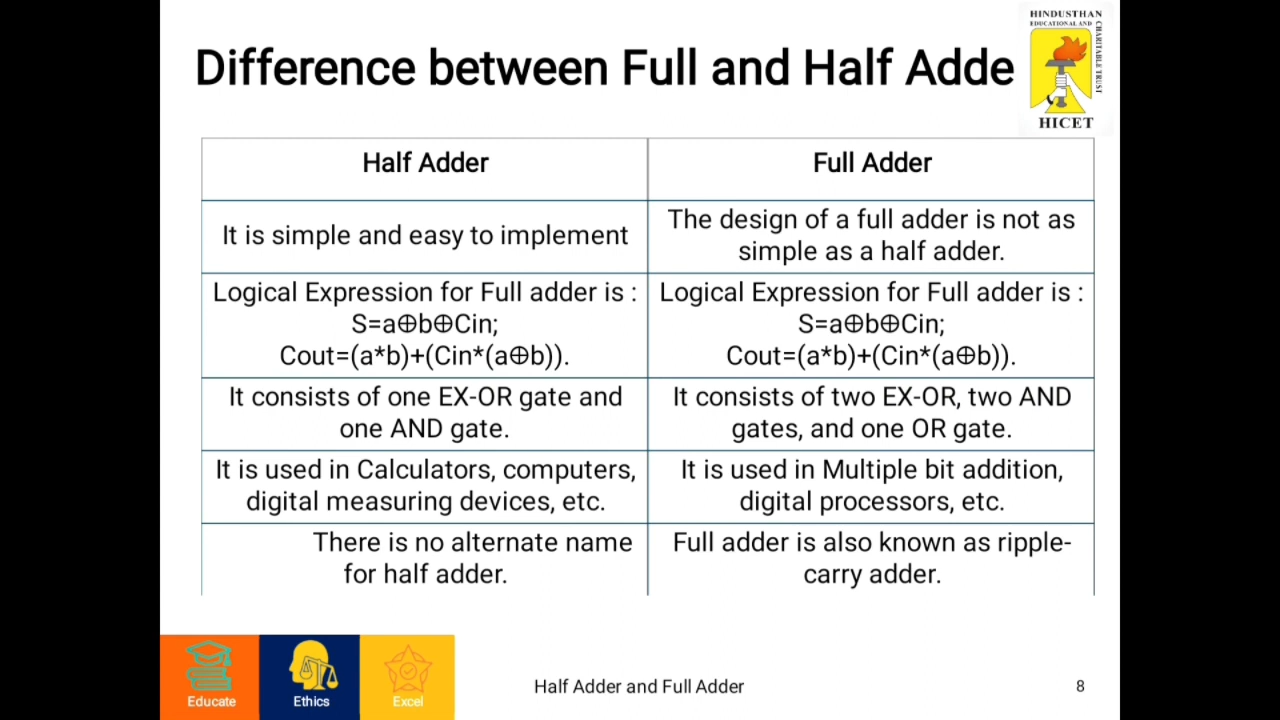 HINDUSTHAN
EDUCATIONAL AND
CHARITABLE TRUST
HICET
Difference between Full and Half Adde
Half Adder
Full Adder
It is simple and easy to implement
The design of a full adder is not as
simple as a half adder.
Logical Expression for Full adder is :
S=a⊕b⊕Cin;
Cout=(a*b)+(Cin*(a⊕b)).
Logical Expression for Full adder is :
S=a⊕b⊕Cin;
Cout=(a*b)+(Cin*(a⊕b)).
It consists of one EX-OR gate and
one AND gate.
It consists of two EX-OR, two AND
gates, and one OR gate.
It is used in Calculators, computers,
digital measuring devices, etc.
It is used in Multiple bit addition,
digital processors, etc.
There is no alternate name
for half adder.
Full adder is also known as ripple-
carry adder.
Educate
Ethics
Excel
Half Adder and Full Adder
8